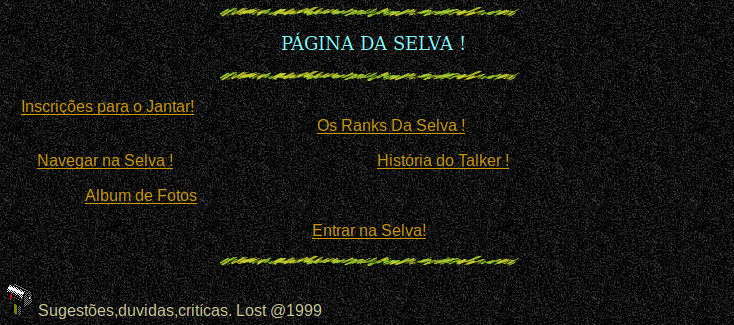 PÁGINA DA SELVA !
Inscrições para o Jantar!
Os Ranks Da Selva !
Navegar na Selva !
História do Talker !
Album de Fotos
Entrar na Selva!
Sugestões,duvidas,critícas. Lost @1999